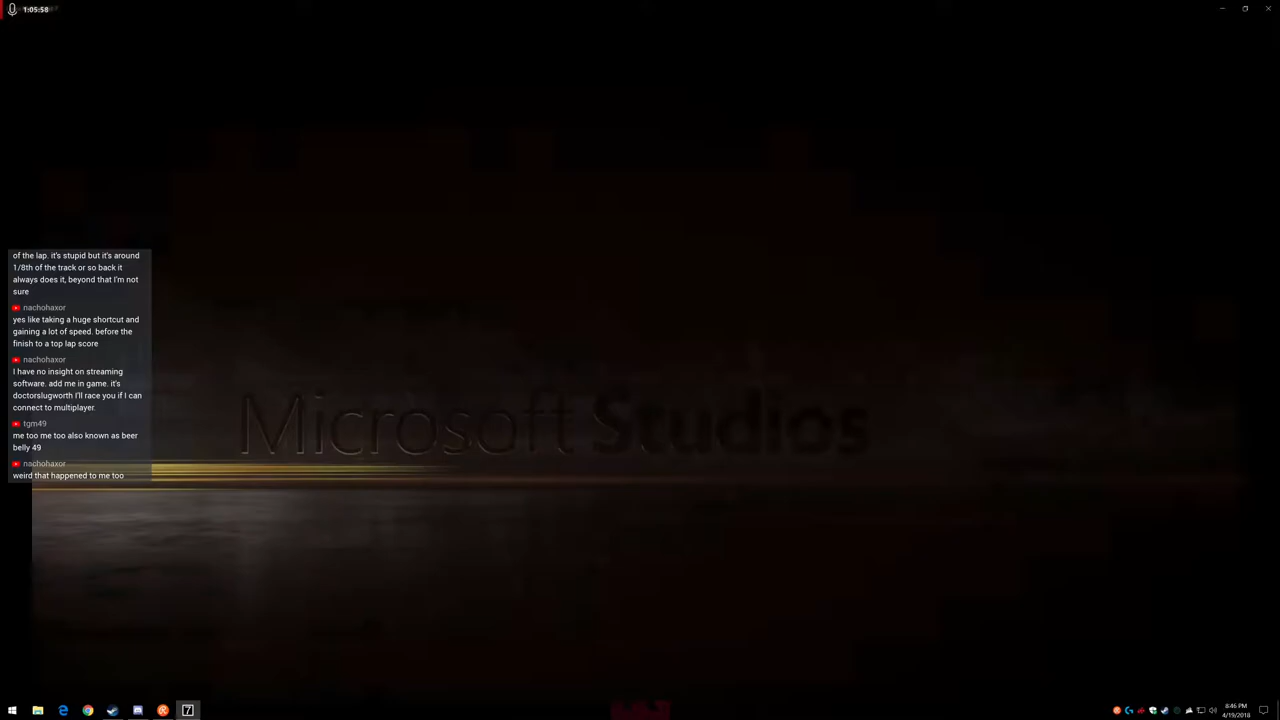 1:05:58
of the lap. it's stupid but it's around
1/8th of the track or so back it
always does it, beyond that I'm not
sure
nachohaxor
yes like taking a huge shortcut and
gaining a lot of speed. before the
finish to a top lap score
nachohaxor
I have no insight on streaming
software. add me in game. it's
doctorslugworth I'll race you if I can
connect to multiplayer.
tgm49
me too me too also known as beer
belly 49
nachohaxor
weird that happened to me too
Microsoft Studios
7
8:46 PM
4/19/2018